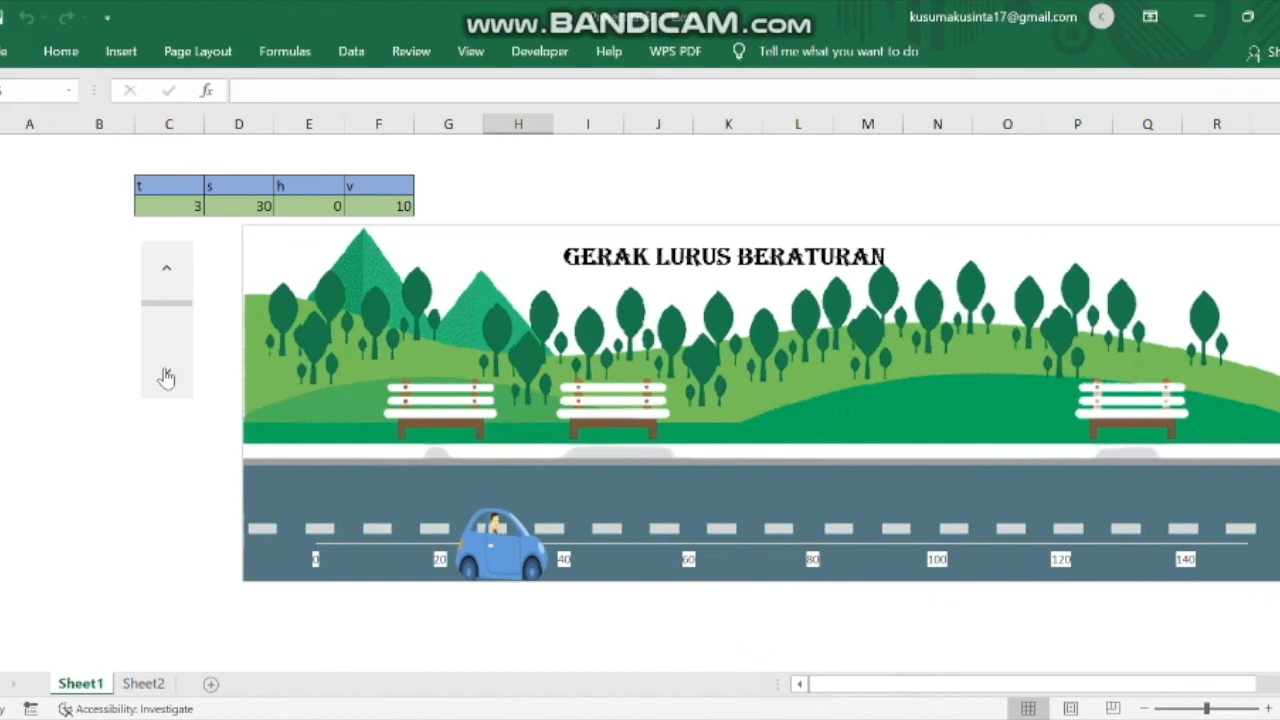 www.BANDICAM.com
kusumakusinta17@gmail.com
K
Home Insert Page Layout Formulas Data Review View Developer Help WPS PDF Tell me what you want to do
fx
A B C D E F G H I J K L M N O P Q R
t s h v
3 30 0 10
GERAK LURUS BERATURAN
0 20 40 60 80 100 120 140
Sheet1 Sheet2
Accessibility: Investigate